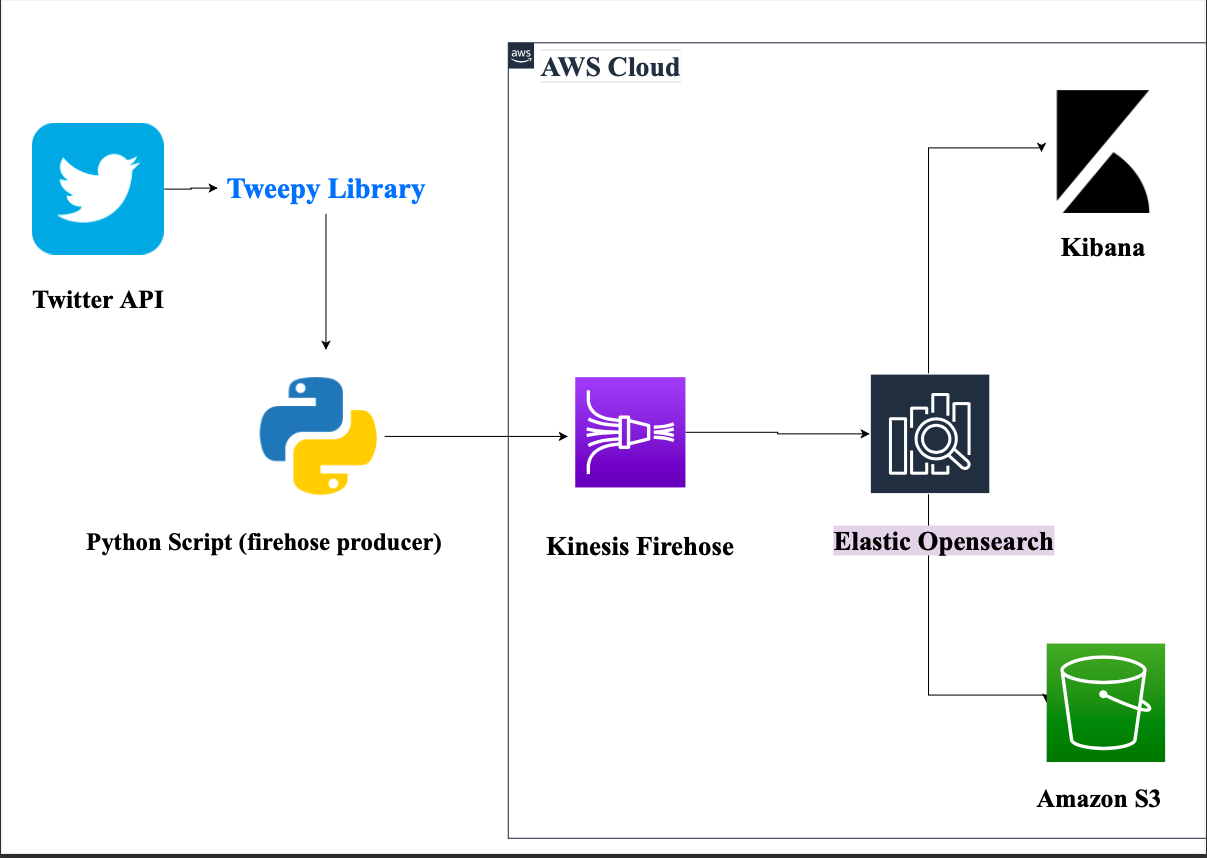 aws
AWS Cloud
Tweepy Library
Kibana
Twitter API
Python Script (firehose producer)
Kinesis Firehose
Elastic Opensearch
Amazon S3